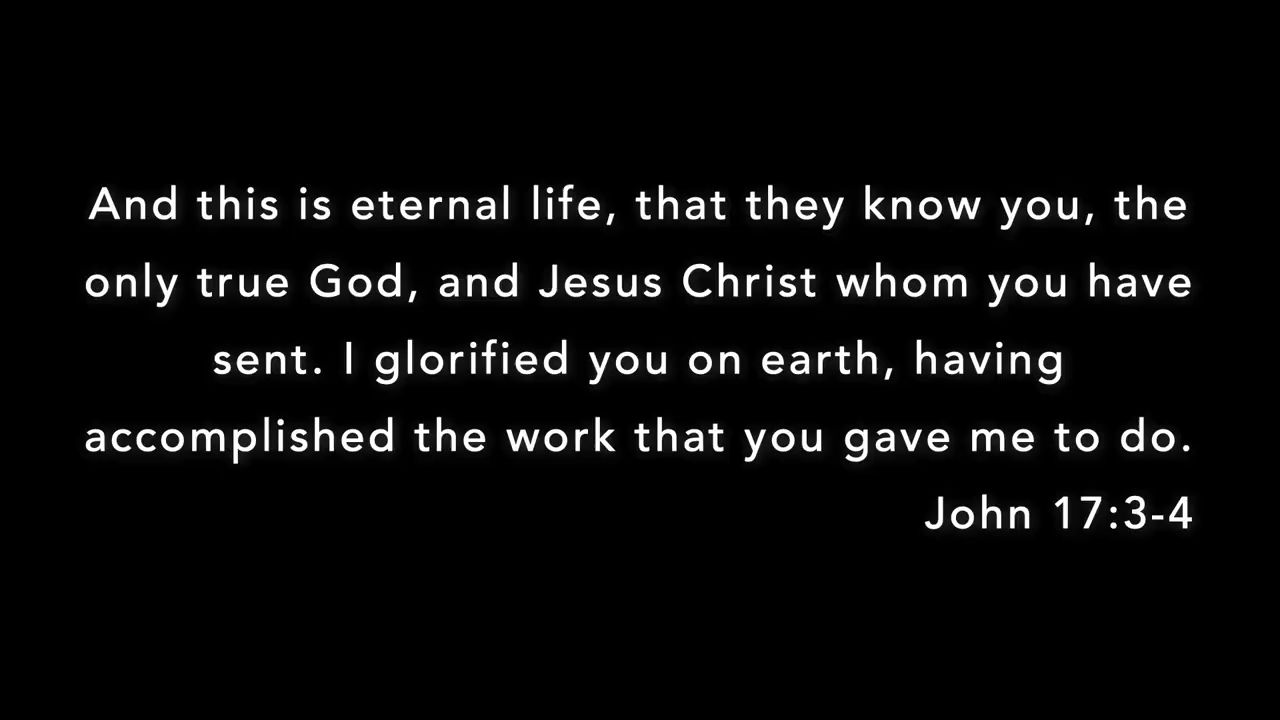 And this is eternal life, that they know you, the
only true God, and Jesus Christ whom you have
sent. I glorified you on earth, having
accomplished the work that you gave me to do.
John 17:3-4